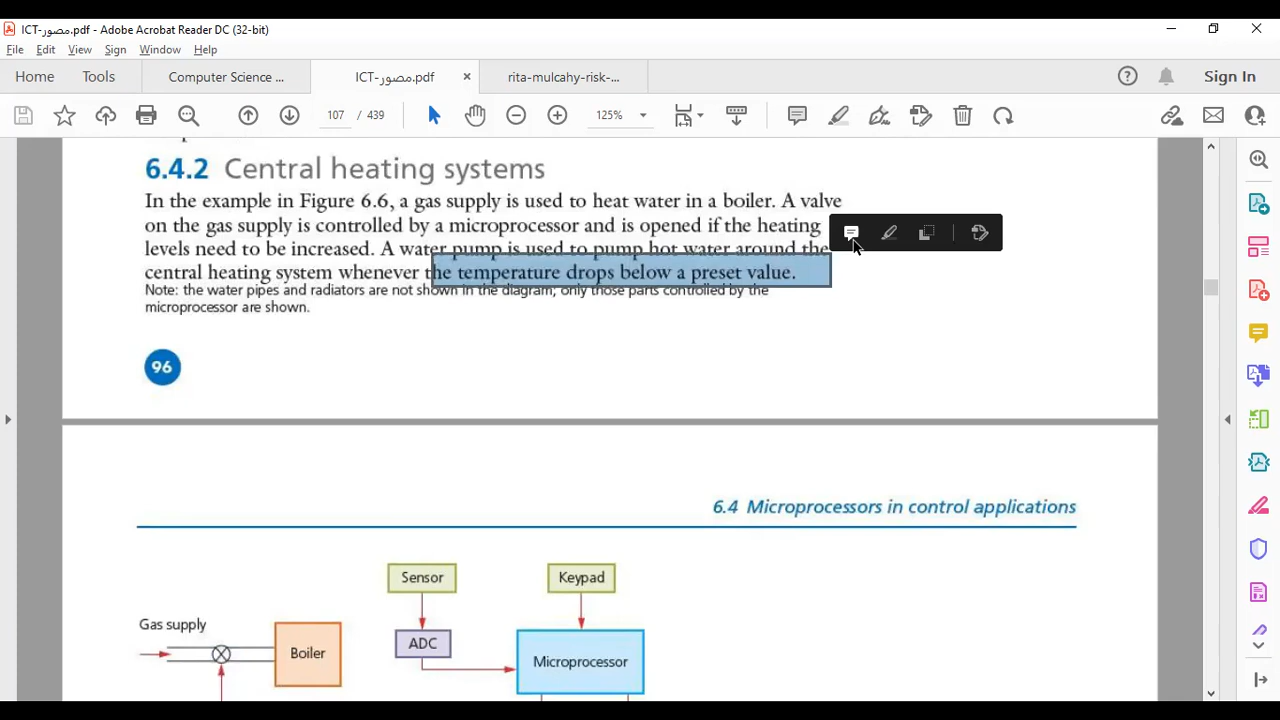 ICT-مصور.pdf - Adobe Acrobat Reader DC (32-bit)
File Edit View Sign Window Help
Home Tools Computer Science ... ICT-مصور.pdf × rita-mulcahy-risk-... Sign In
107 / 439 125%
6.4.2 Central heating systems
In the example in Figure 6.6, a gas supply is used to heat water in a boiler. A valve
on the gas supply is controlled by a microprocessor and is opened if the heating
levels need to be increased. A water pump is used to pump hot water around the
central heating system whenever the temperature drops below a preset value.
Note: the water pipes and radiators are not shown in the diagram; only those parts controlled by the
microprocessor are shown.
96
6.4 Microprocessors in control applications
Sensor Keypad
Gas supply
Boiler
ADC
Microprocessor